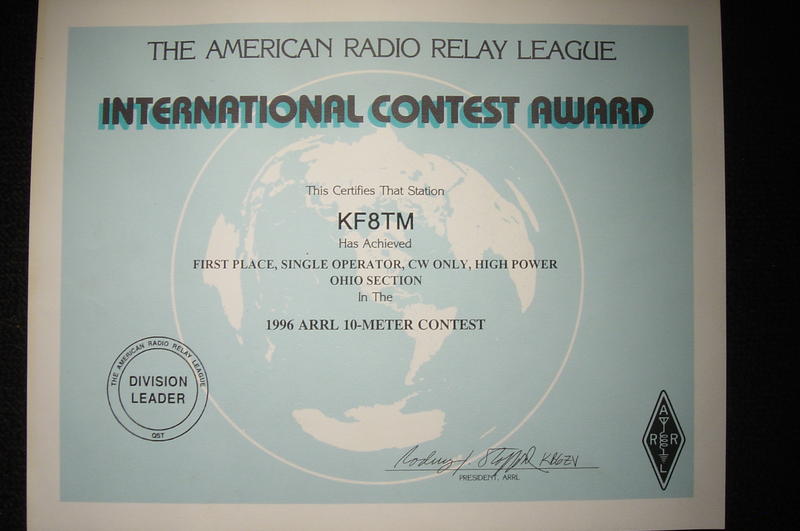 THE AMERICAN RADIO RELAY LEAGUE
INTERNATIONAL CONTEST AWARD
This Certifies That Station
KF8TM
Has Achieved
FIRST PLACE, SINGLE OPERATOR, CW ONLY, HIGH POWER
OHIO SECTION
In The
1996 ARRL 10-METER CONTEST
THE AMERICAN RADIO RELAY LEAGUE
DIVISION
LEADER
QST
Rodney J. Stafford KB6ZV
PRESIDENT, ARRL
A
R R
L